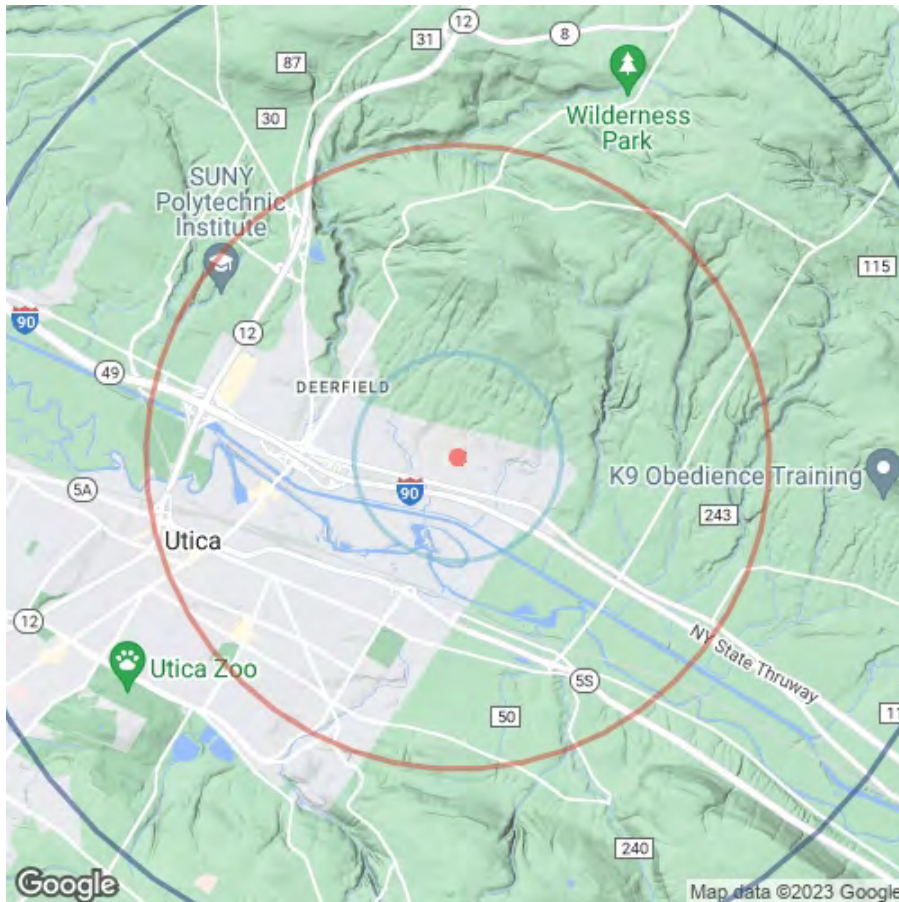 12
31
8
87
Wilderness
Park
30
SUNY
Polytechnic
Institute
115
90
12
49
DEERFIELD
K9 Obedience Training
5A
90
243
Utica
12
NY State Thruway
Utica Zoo
5S
50
11
240
Google
Map data ©2023 Google